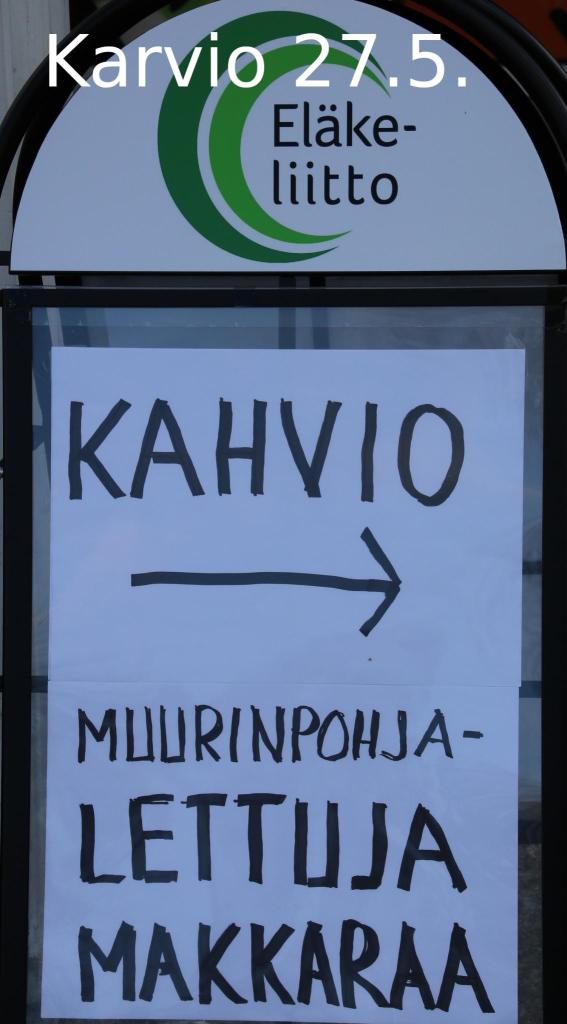 Karvio 27.5.
Eläke-
liitto
KAHVIO
MUURINPOHJA-
LETTUJA
MAKKARAA